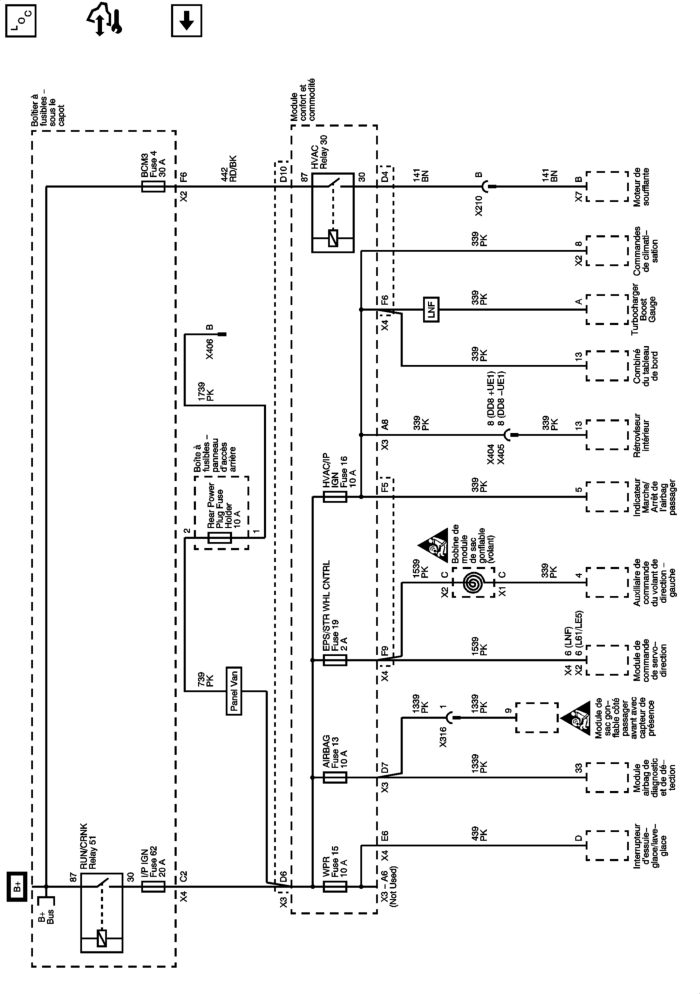 L O C
Boîtier à
fusibles –
sous le
capot
B+
B+
Bus
87
RUN/CRNK
Relay 51
30
IP IGN
Fuse 62
20 A
BCM3
Fuse 4
30 A
X4
C2
X2
F6
739
PK
Panel Van
Boîte à
fusibles –
panneau
d'accès
arrière
2
Rear Power
Plug Fuse
Holder
10 A
1
1739
PK
X406
B
442
RD/BK
Module
confort et
commodité
X3
D6
D10
WPR
Fuse 15
10 A
AIRBAG
Fuse 13
10 A
EPS/STR WHL CNTRL
Fuse 19
2 A
HVAC/IP
IGN
Fuse 16
10 A
87
HVAC
Relay 30
30
X3 – A6
(Not Used)
X4
E6
X3
D7
X4
F9
F5
X3
A8
X4
F6
D4
439
PK
1339
PK
1339
PK
X316
1
1339
PK
1539
PK
1539
PK
X2
C
Bobine de
module
de sac
gonflable
(volant)
X1
C
339
PK
339
PK
339
PK
X404
X405
8 (DD8 +UE1)
8 (DD8 –UE1)
339
PK
339
PK
LNF
339
PK
339
PK
141
BN
X210
B
141
BN
D
33
9
X4
X2
6 (LNF)
6 (L61/LE5)
4
5
13
13
A
X2
8
X7
B
Interrupteur
d'essuie–
glace/lave–
glace
Module
airbag de
diagnostic
et de dé–
tection
Module de
sac gon–
flable côté
passager
avant avec
capteur de
présence
Module de
commande
de servo–
direction
Auxiliaire de
commande
du volant de
direction –
gauche
Indicateur
Marche/
Arrêt de
l'airbag
passager
Rétroviseur
intérieur
Combiné
du tableau
de bord
Turbocharger
Boost
Gauge
Commandes
de climati–
sation
Moteur de
soufflante